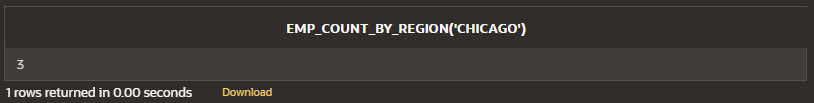 EMP_COUNT_BY_REGION('CHICAGO')
3
1 rows returned in 0.00 seconds Download